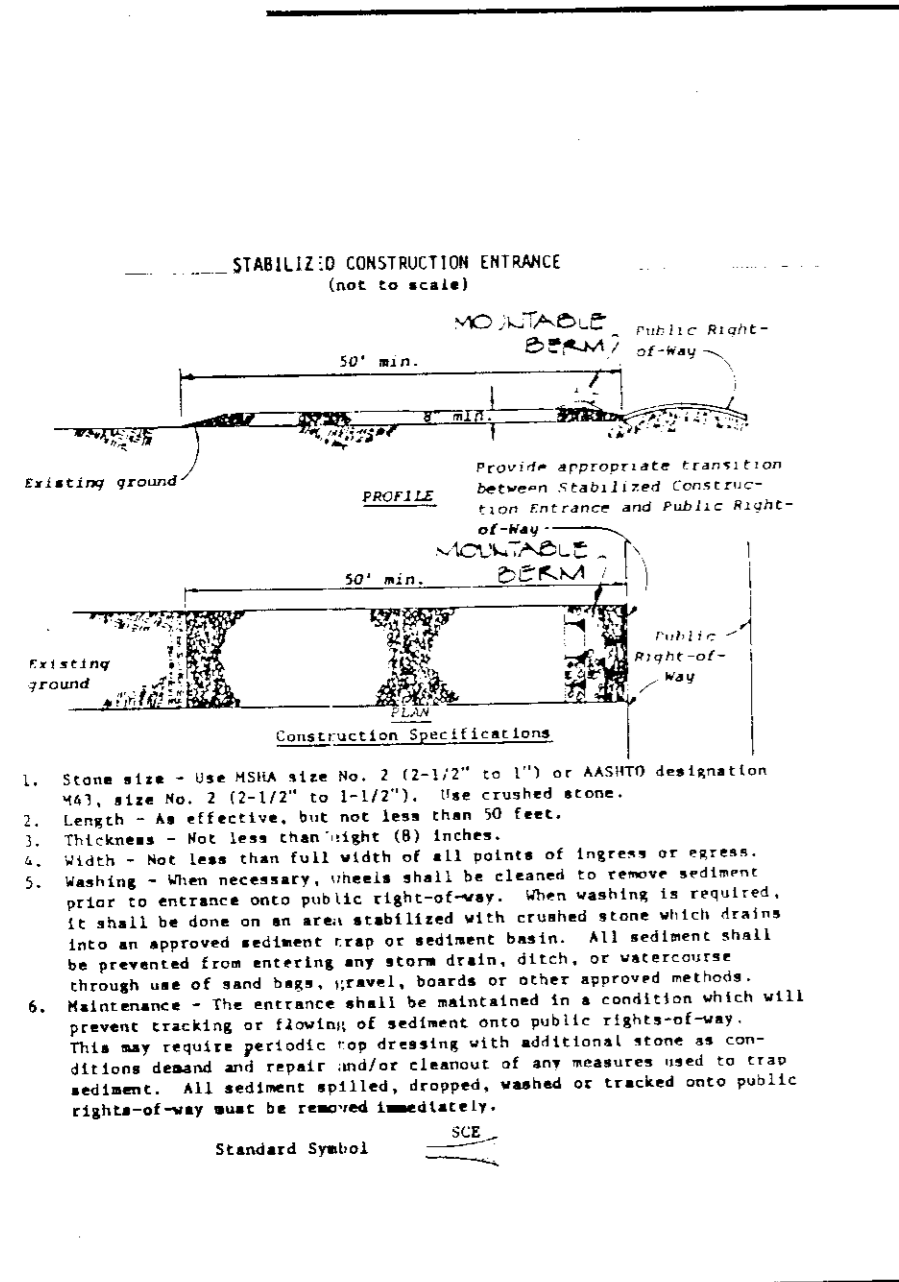 STABILIZED CONSTRUCTION ENTRANCE
(not to scale)
MOUNTABLE
BERM
Public Right-
of-Way
50' min.
8" min.
Existing ground
PROFILE
Provide appropriate transition
between Stabilized Construc-
tion Entrance and Public Right-
of-Way
MOUNTABLE
BERM
50' min.
Existing
ground
Public
Right-of-
Way
PLAN
Construction Specifications
1. Stone size - Use MSHA size No. 2 (2-1/2" to 1") or AASHTO designation
M43, size No. 2 (2-1/2" to 1-1/2"). Use crushed stone.
2. Length - As effective, but not less than 50 feet.
3. Thickness - Not less than eight (8) inches.
4. Width - Not less than full width of all points of ingress or egress.
5. Washing - When necessary, wheels shall be cleaned to remove sediment
prior to entrance onto public right-of-way. When washing is required,
it shall be done on an area stabilized with crushed stone which drains
into an approved sediment trap or sediment basin. All sediment shall
be prevented from entering any storm drain, ditch, or watercourse
through use of sand bags, gravel, boards or other approved methods.
6. Maintenance - The entrance shall be maintained in a condition which will
prevent tracking or flowing of sediment onto public rights-of-way.
This may require periodic top dressing with additional stone as con-
ditions demand and repair and/or cleanout of any measures used to trap
sediment. All sediment spilled, dropped, washed or tracked onto public
rights-of-way must be removed immediately.
Standard Symbol SCE